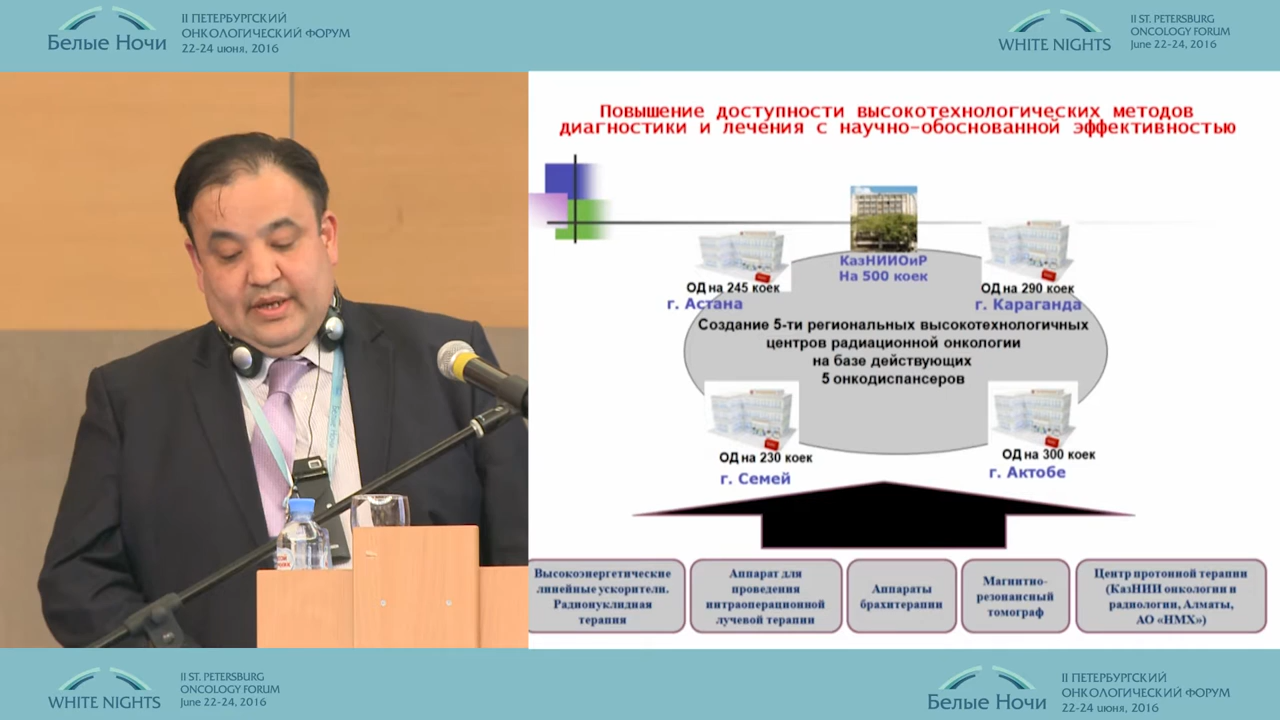 II ПЕТЕРБУРГСКИЙ
ОНКОЛОГИЧЕСКИЙ ФОРУМ
22-24 июня, 2016
Белые Ночи
II ST. PETERSBURG
ONCOLOGY FORUM
June 22-24, 2016
WHITE NIGHTS
Повышение доступности высокотехнологических методов
диагностики и лечения с научно-обоснованной эффективностью
КазНИИОиР
На 500 коек
ОД на 245 коек
г. Астана
ОД на 290 коек
г. Караганда
Создание 5-ти региональных высокотехнологичных
центров радиационной онкологии
на базе действующих
5 онкодиспансеров
ОД на 230 коек
г. Семей
ОД на 300 коек
г. Актобе
Высокоэнергетические
линейные ускорители.
Радионуклидная
терапия
Аппарат для
проведения
интраоперационной
лучевой терапии
Аппараты
брахитерапии
Магнитно-
резонансный
томограф
Центр протонной терапии
(КазНИИ онкологии и
радиологии, Алматы,
АО «НМХ»)
WHITE NIGHTS
II ST. PETERSBURG
ONCOLOGY FORUM
June 22-24, 2016
Белые Ночи
II ПЕТЕРБУРГСКИЙ
ОНКОЛОГИЧЕСКИЙ ФОРУМ
22-24 июня, 2016